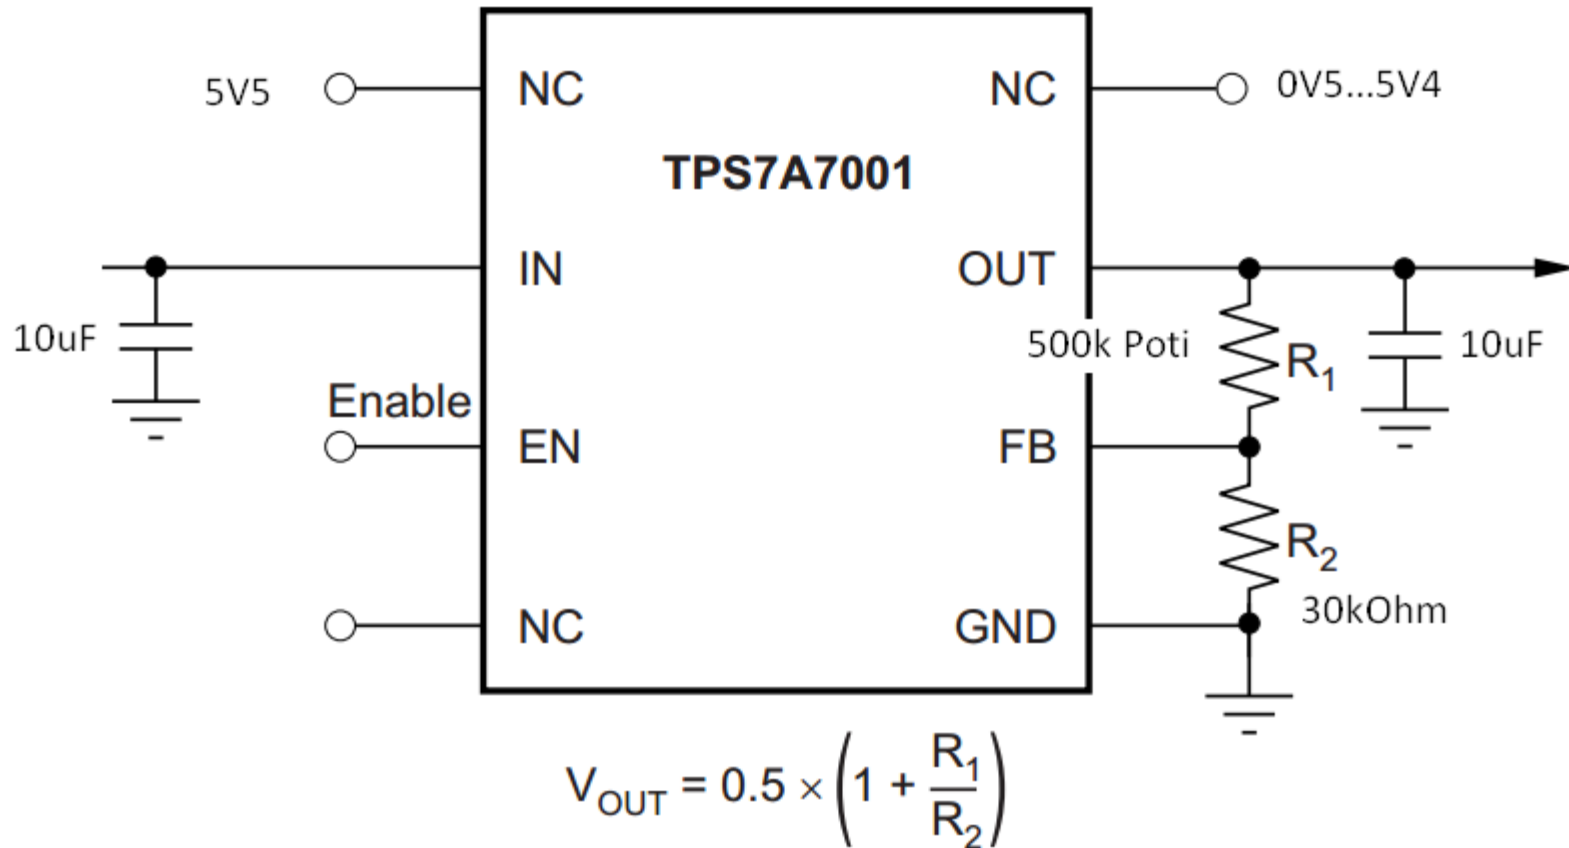 5V5
NC
NC
0V5...5V4
TPS7A7001
IN
OUT
10uF
500k Poti
R1
10uF
Enable
EN
FB
R2
30kOhm
NC
GND
VOUT = 0.5 × (1 + R1/R2)